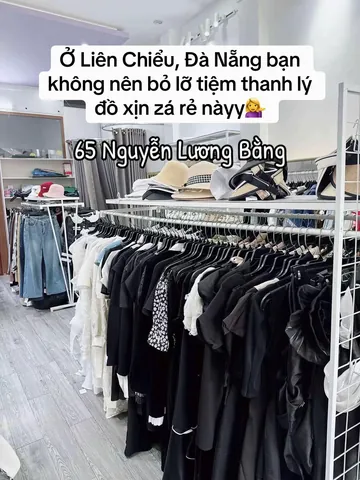 Ở Liên Chiểu, Đà Nẵng bạn
không nên bỏ lỡ tiệm thanh lý
đồ xịn zá rẻ nàyy💁‍♀️
65 Nguyễn Lương Bằng